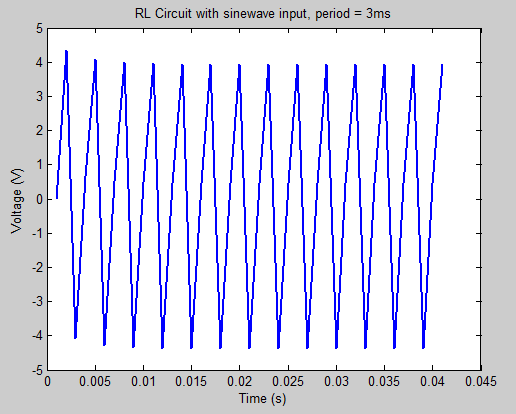 RL Circuit with sinewave input, period = 3ms
5
4
3
2
1
0
-1
-2
-3
-4
-5
Voltage (V)
0 0.005 0.01 0.015 0.02 0.025 0.03 0.035 0.04 0.045
Time (s)